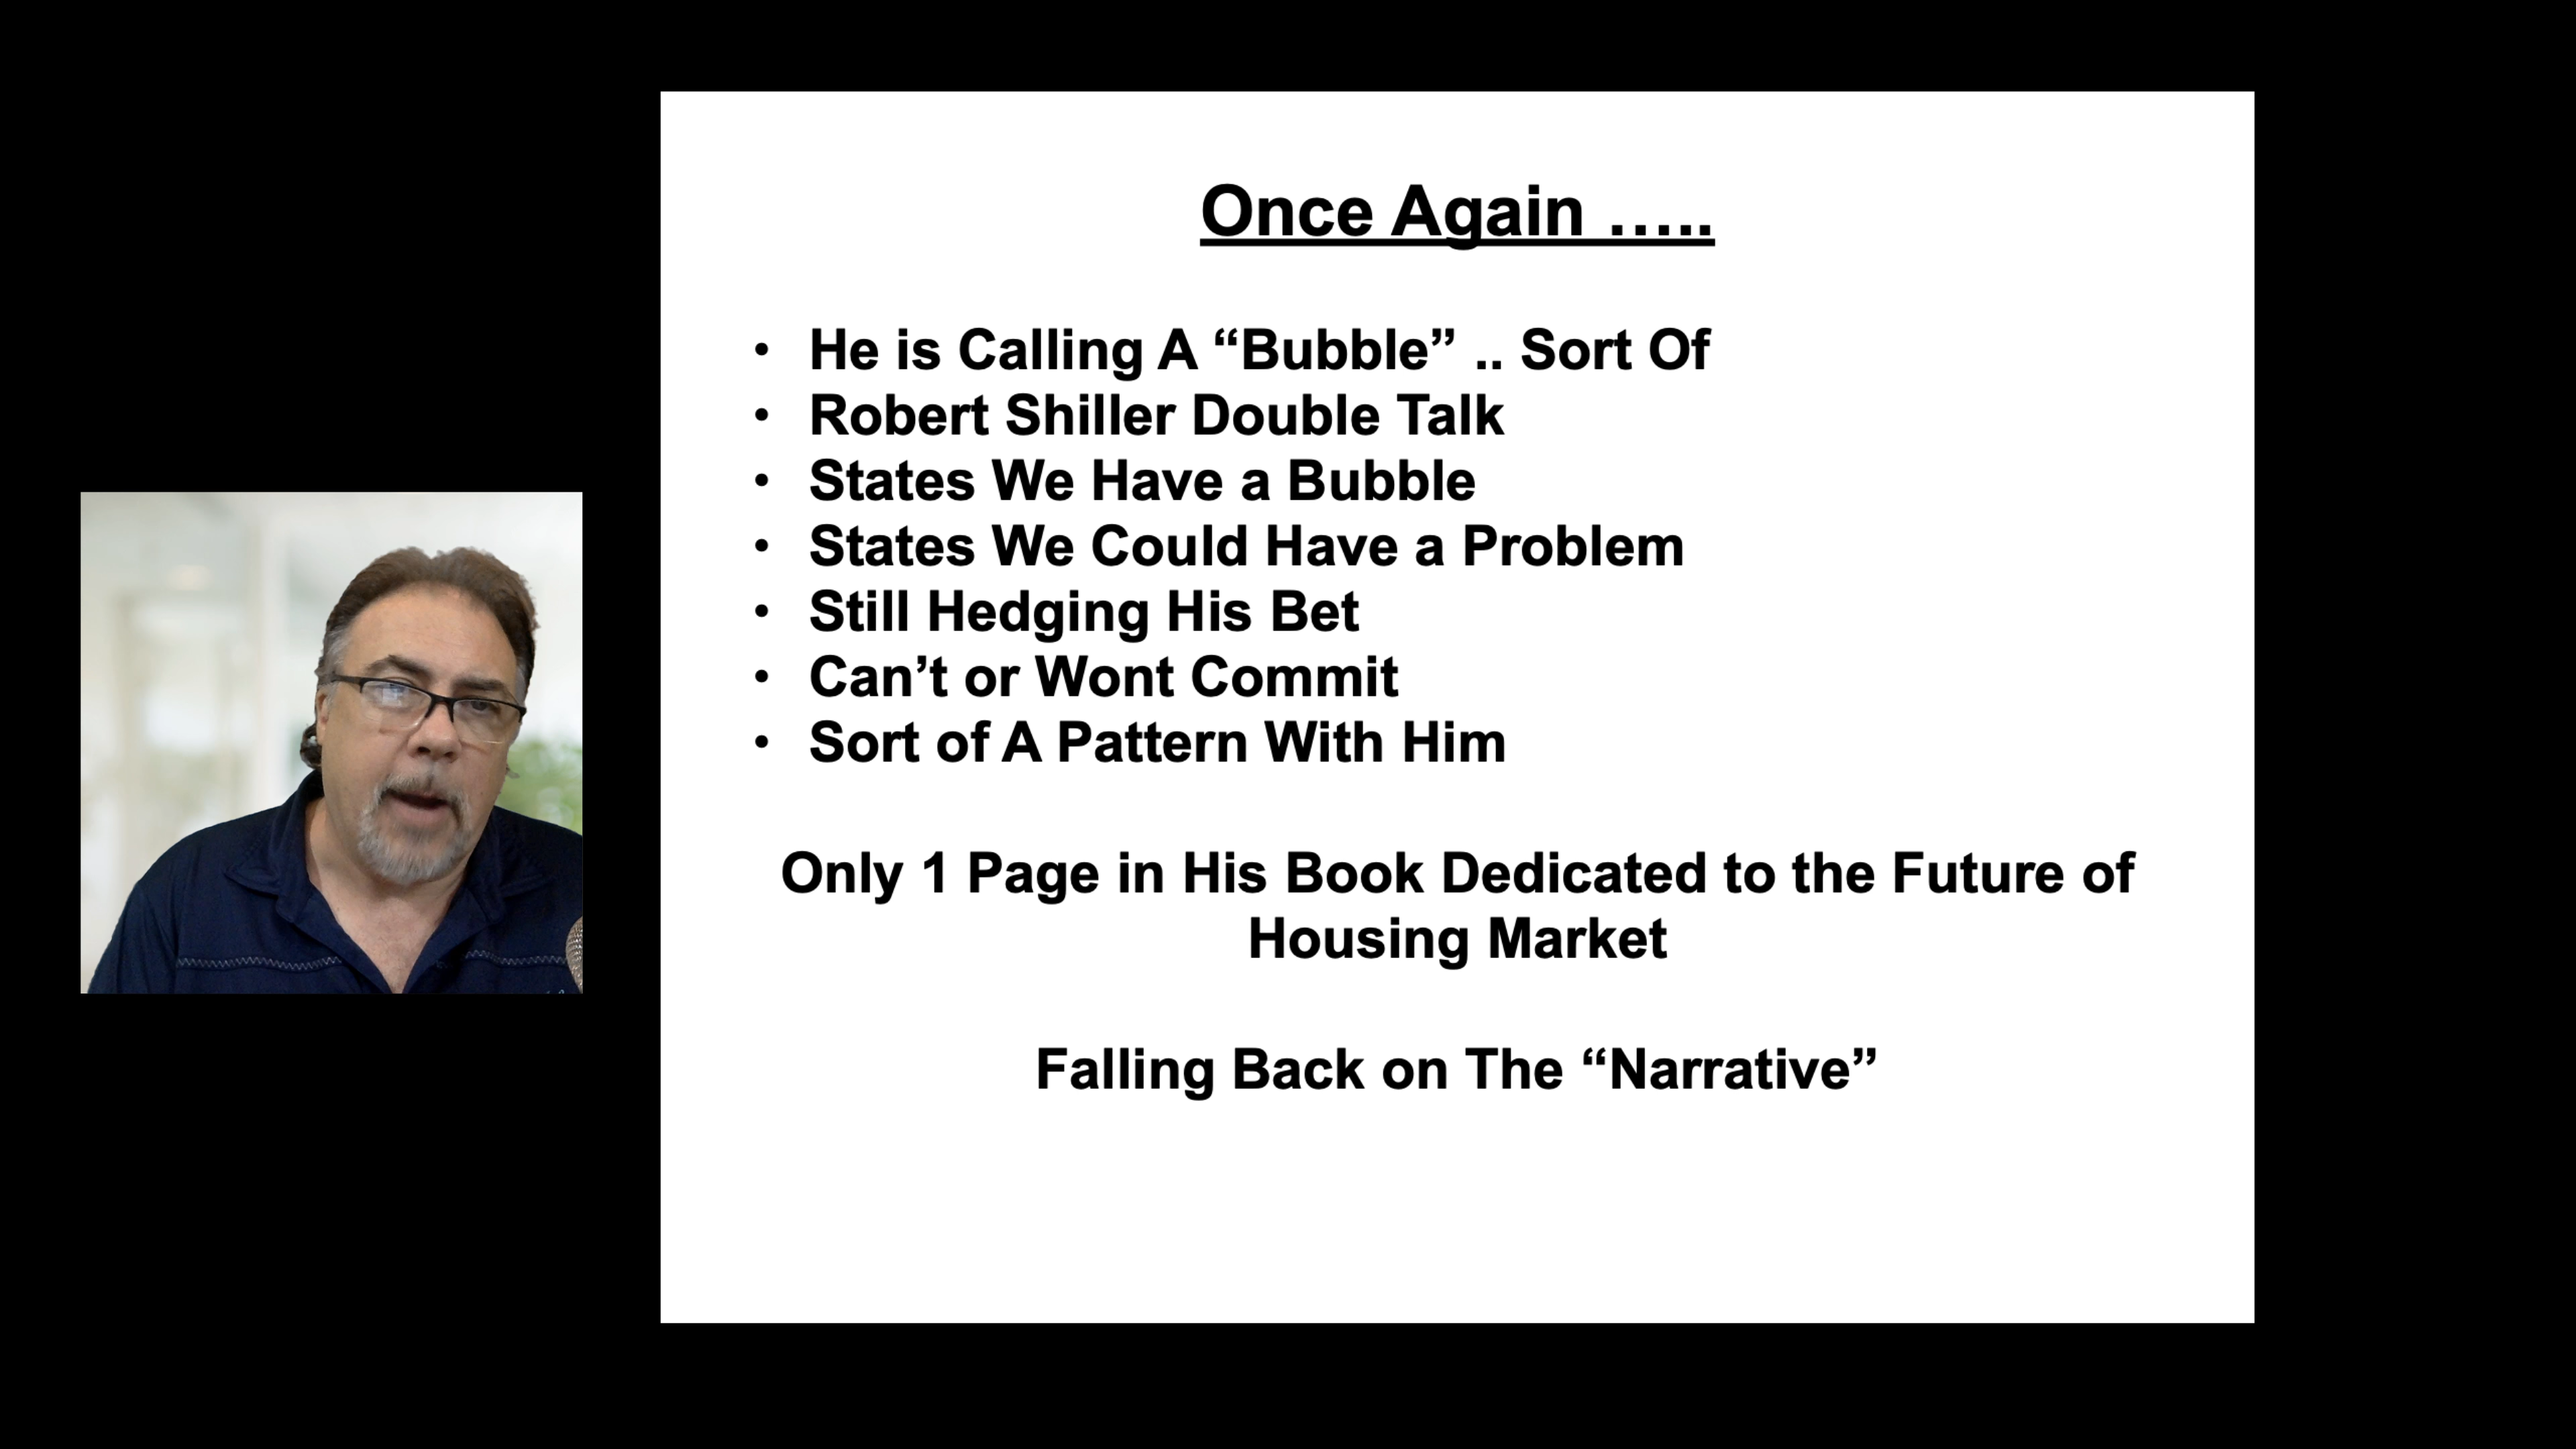 Once Again …..
• He is Calling A “Bubble” .. Sort Of
• Robert Shiller Double Talk
• States We Have a Bubble
• States We Could Have a Problem
• Still Hedging His Bet
• Can’t or Wont Commit
• Sort of A Pattern With Him
Only 1 Page in His Book Dedicated to the Future of
Housing Market
Falling Back on The “Narrative”